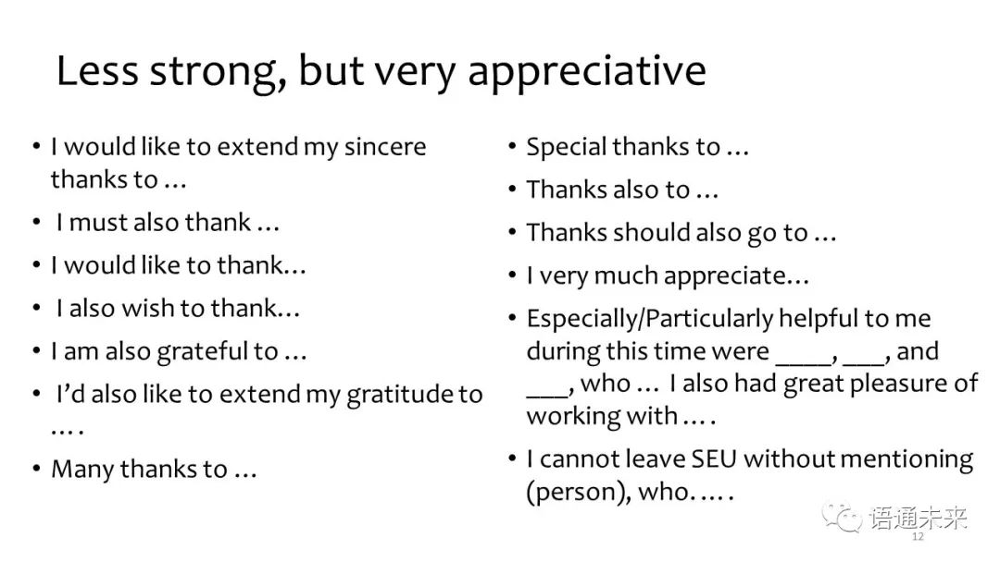 Less strong, but very appreciative
• I would like to extend my sincere
thanks to …
• I must also thank …
• I would like to thank…
• I also wish to thank…
• I am also grateful to …
• I’d also like to extend my gratitude to
… .
• Many thanks to …
• Special thanks to …
• Thanks also to …
• Thanks should also go to …
• I very much appreciate…
• Especially/Particularly helpful to me
during this time were ____, ___, and
___, who … I also had great pleasure of
working with … .
• I cannot leave SEU without mentioning
(person), who. … .
语通未来
12